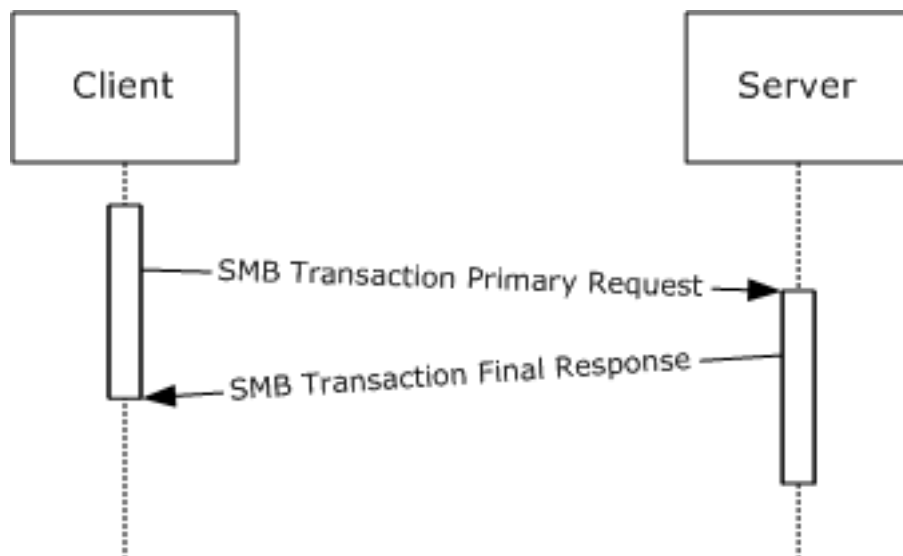 Client
Server
SMB Transaction Primary Request
SMB Transaction Final Response